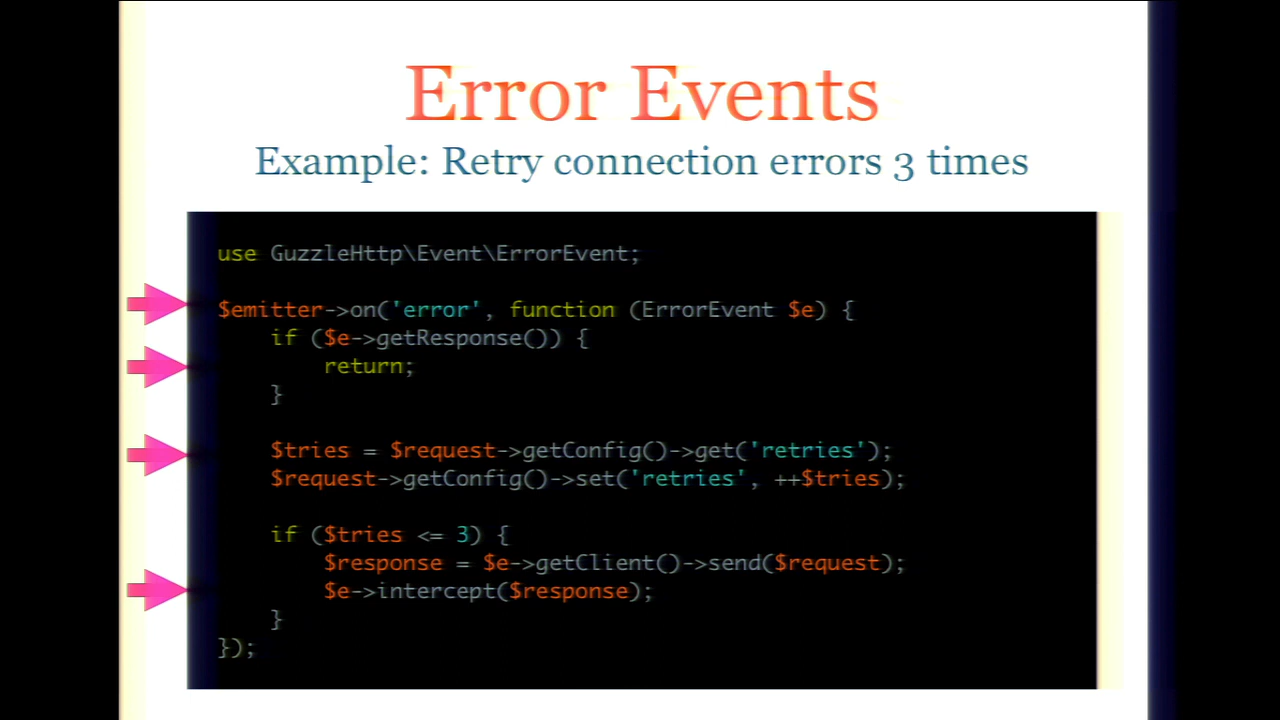 Error Events
Example: Retry connection errors 3 times
use GuzzleHttp\Event\ErrorEvent;
$emitter->on('error', function (ErrorEvent $e) {
    if ($e->getResponse()) {
        return;
    }
    $tries = $request->getConfig()->get('retries');
    $request->getConfig()->set('retries', ++$tries);
    if ($tries <= 3) {
        $response = $e->getClient()->send($request);
        $e->intercept($response);
    }
});